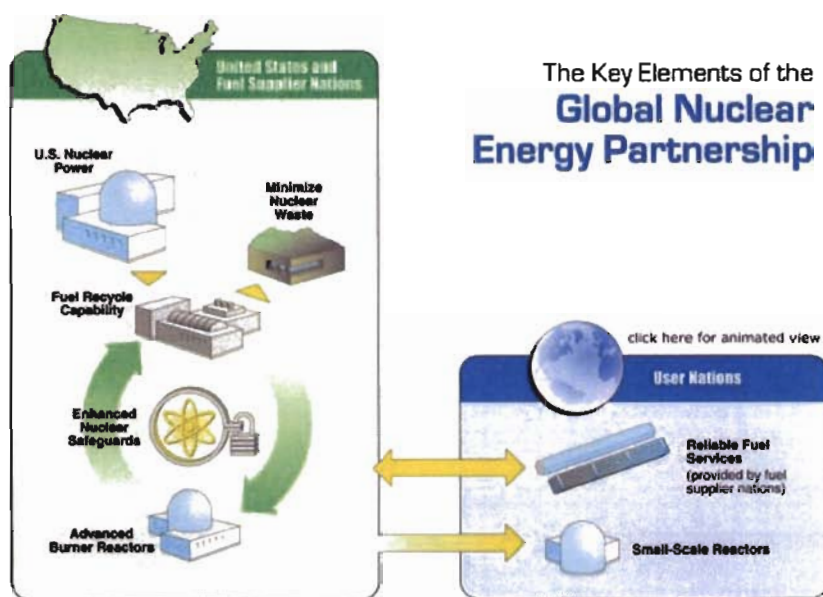 United States and
Fuel Supplier Nations
The Key Elements of the
Global Nuclear
Energy Partnership
U.S. Nuclear
Power
Minimize
Nuclear
Waste
Fuel Recycle
Capability
Enhanced
Nuclear
Safeguards
Advanced
Burner Reactors
click here for animated view
User Nations
Reliable Fuel
Services
(provided by fuel
supplier nations)
Small-Scale Reactors